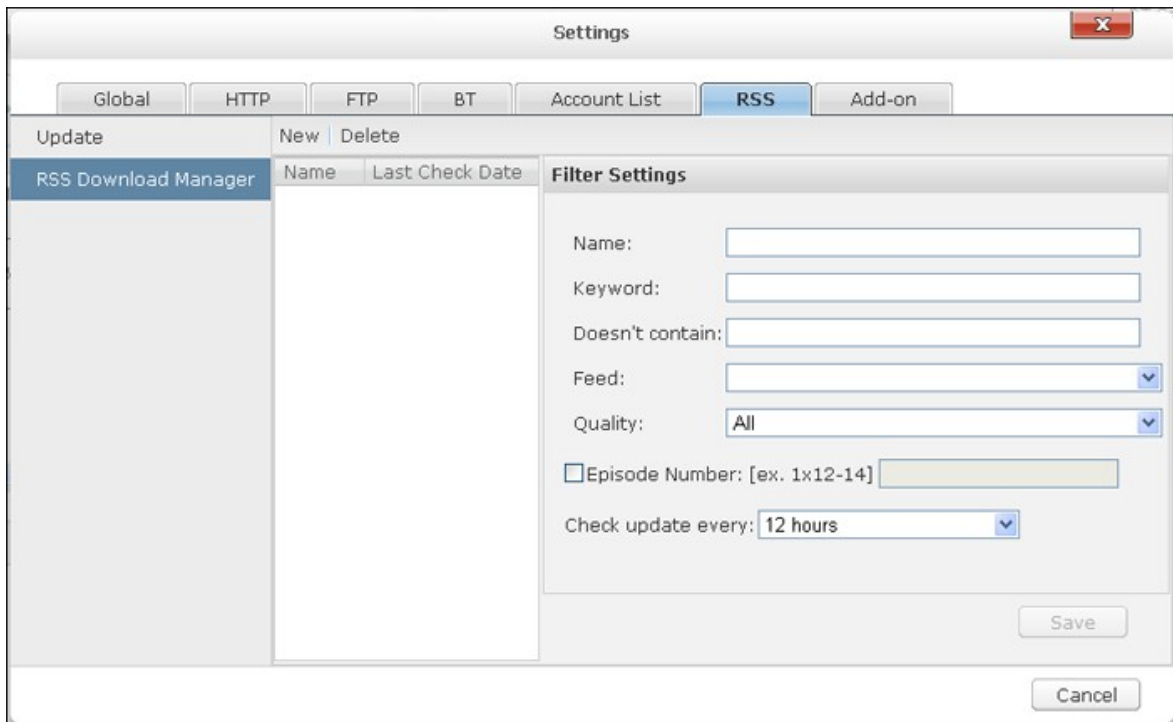 Settings
x
Global HTTP FTP BT Account List RSS Add-on
Update
RSS Download Manager
New Delete
Name Last Check Date
Filter Settings
Name:
Keyword:
Doesn't contain:
Feed:
Quality: All
Episode Number: [ex. 1x12-14]
Check update every: 12 hours
Save
Cancel